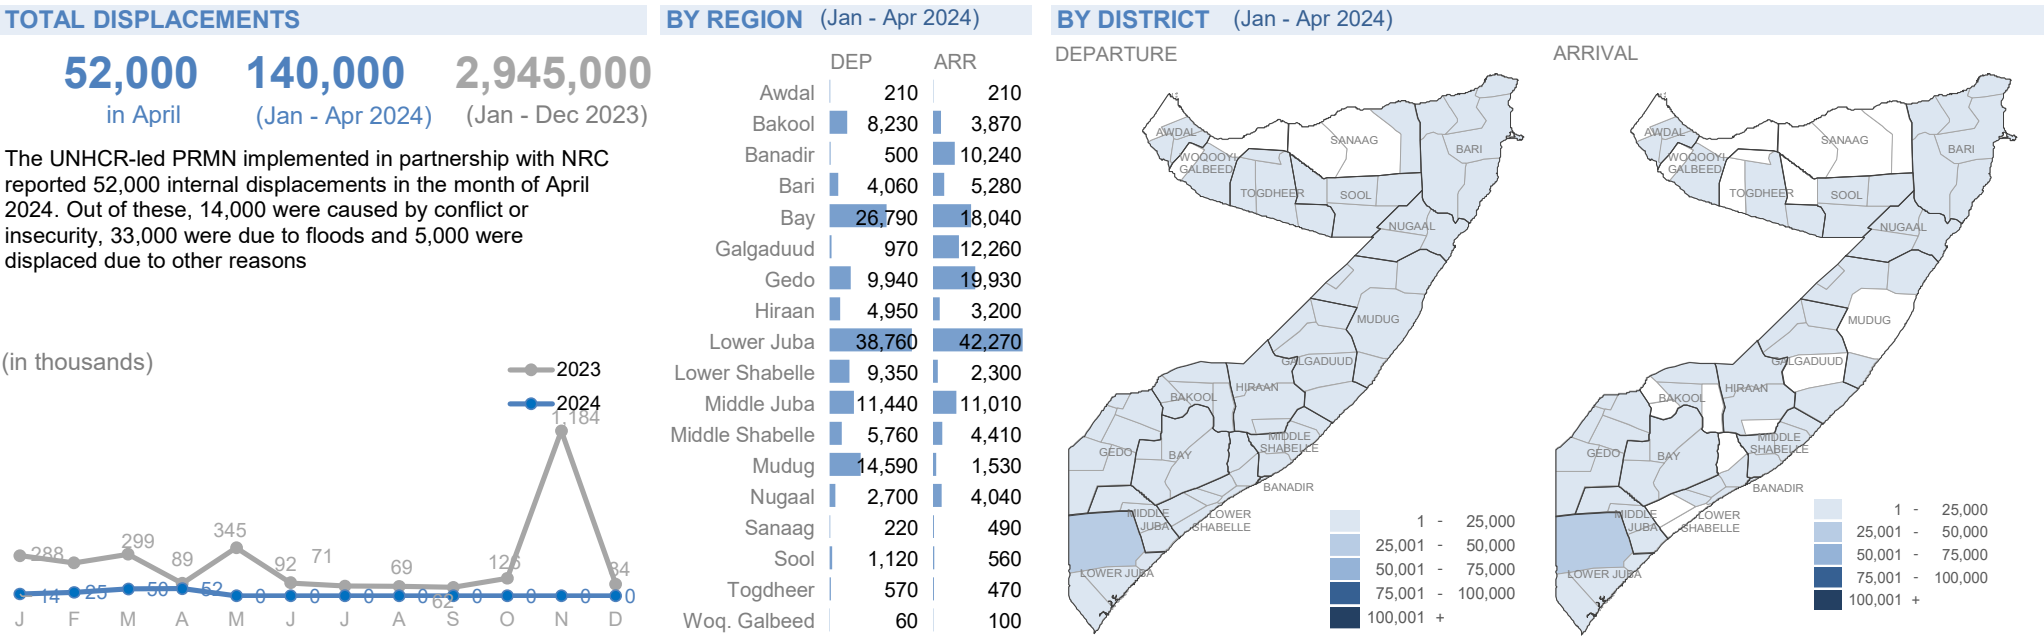 TOTAL DISPLACEMENTS
52,000 140,000 2,945,000
in April (Jan - Apr 2024) (Jan - Dec 2023)
The UNHCR-led PRMN implemented in partnership with NRC
reported 52,000 internal displacements in the month of April
2024. Out of these, 14,000 were caused by conflict or
insecurity, 33,000 were due to floods and 5,000 were
displaced due to other reasons
(in thousands)
2023
2024
1,184
345
299
288
89
92
71
69
62
126
84
14 25 50 52 0 0 0 0 0 0 0 0
J F M A M J J A S O N D
BY REGION (Jan - Apr 2024)
DEP ARR
Awdal 210 210
Bakool 8,230 3,870
Banadir 500 10,240
Bari 4,060 5,280
Bay 26,790 18,040
Galgaduud 970 12,260
Gedo 9,940 19,930
Hiraan 4,950 3,200
Lower Juba 38,760 42,270
Lower Shabelle 9,350 2,300
Middle Juba 11,440 11,010
Middle Shabelle 5,760 4,410
Mudug 14,590 1,530
Nugaal 2,700 4,040
Sanaag 220 490
Sool 1,120 560
Togdheer 570 470
Woq. Galbeed 60 100
BY DISTRICT (Jan - Apr 2024)
DEPARTURE
AWDAL
WOQOOYI
GALBEED
SANAAG
BARI
TOGDHEER
SOOL
NUGAAL
MUDUG
GALGADUUD
HIRAAN
BAKOOL
GEDO
BAY
MIDDLE
SHABELLE
BANADIR
MIDDLE
JUBA
LOWER
SHABELLE
LOWER JUBA
1 - 25,000
25,001 - 50,000
50,001 - 75,000
75,001 - 100,000
100,001 +
ARRIVAL
AWDAL
WOQOOYI
GALBEED
SANAAG
BARI
TOGDHEER
SOOL
NUGAAL
MUDUG
GALGADUUD
HIRAAN
BAKOOL
GEDO
BAY
MIDDLE
SHABELLE
BANADIR
MIDDLE
JUBA
LOWER
SHABELLE
LOWER JUBA
1 - 25,000
25,001 - 50,000
50,001 - 75,000
75,001 - 100,000
100,001 +